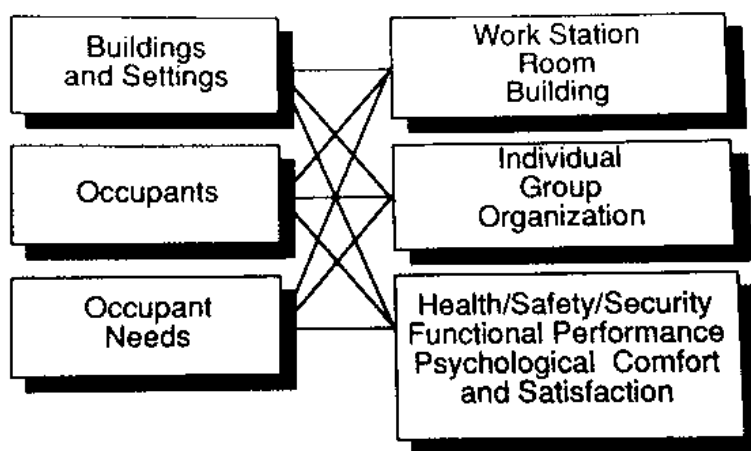 Buildings
and Settings
Work Station
Room
Building
Occupants
Individual
Group
Organization
Occupant
Needs
Health/Safety/Security
Functional Performance
Psychological Comfort
and Satisfaction